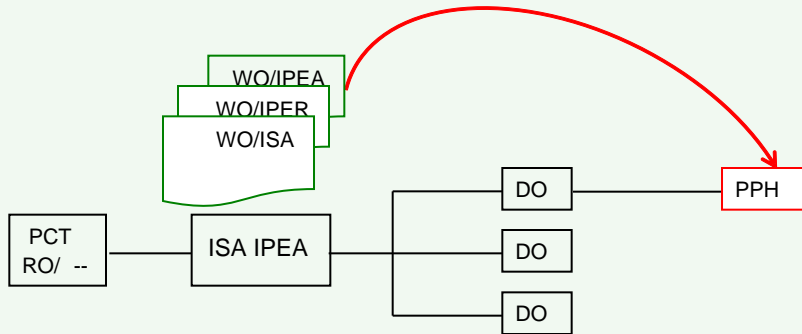 WO/IPEA
WO/IPER
WO/ISA
DO
PPH
PCT
RO/ --
ISA IPEA
DO
DO